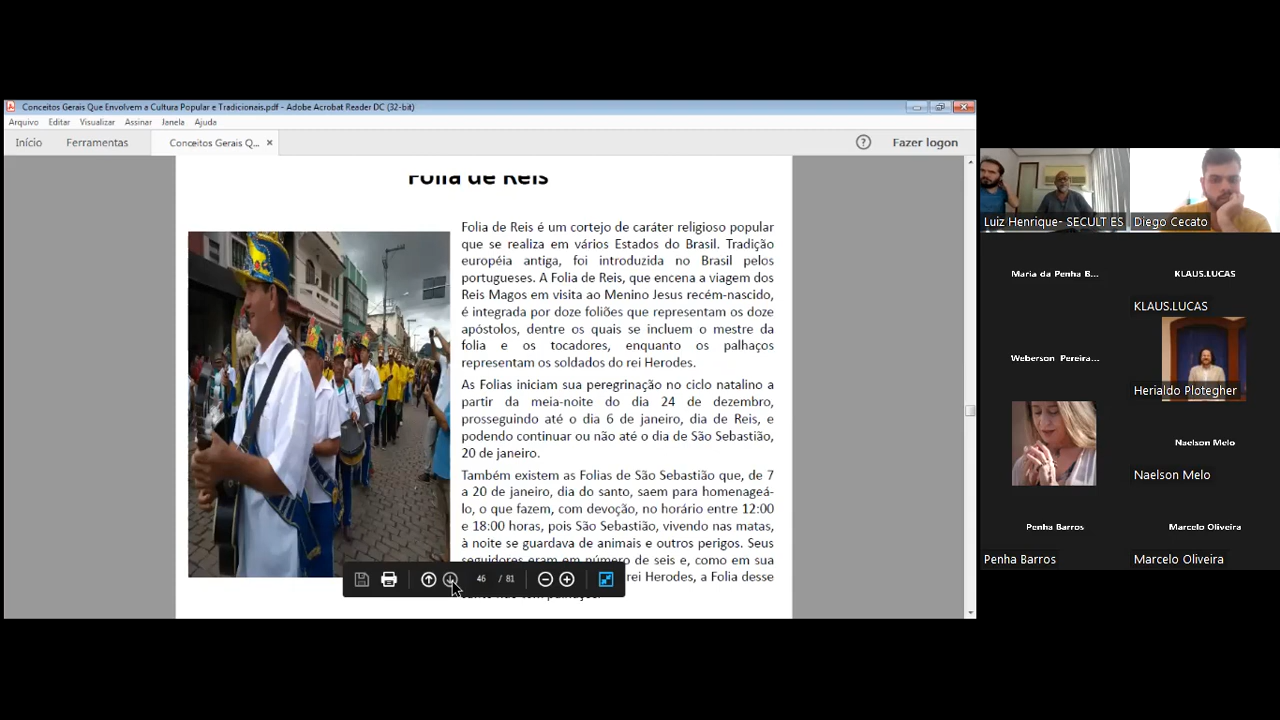 Conceitos Gerais Que Envolvem a Cultura Popular e Tradicionais.pdf - Adobe Acrobat Reader DC (32-bit)
Arquivo Editar Visualizar Assinar Janela Ajuda
Início Ferramentas Conceitos Gerais Q... × ? Fazer logon
Folia de Reis
Folia de Reis é um cortejo de caráter religioso popular
que se realiza em vários Estados do Brasil. Tradição
européia antiga, foi introduzida no Brasil pelos
portugueses. A Folia de Reis, que encena a viagem dos
Reis Magos em visita ao Menino Jesus recém-nascido,
é integrada por doze foliões que representam os doze
apóstolos, dentre os quais se incluem o mestre da
folia e os tocadores, enquanto os palhaços
representam os soldados do rei Herodes.
As Folias iniciam sua peregrinação no ciclo natalino a
partir da meia-noite do dia 24 de dezembro,
prosseguindo até o dia 6 de janeiro, dia de Reis, e
podendo continuar ou não até o dia de São Sebastião,
20 de janeiro.
Também existem as Folias de São Sebastião que, de 7
a 20 de janeiro, dia do santo, saem para homenageá-
lo, o que fazem, com devoção, no horário entre 12:00
e 18:00 horas, pois São Sebastião, vivendo nas matas,
à noite se guardava de animais e outros perigos. Seus
seguidores eram em número de seis e, como em sua
rei Herodes, a Folia desse
46 / 81
Luiz Henrique- SECULT ES
Diego Cecato
Maria da Penha B...
KLAUS.LUCAS
KLAUS.LUCAS
Weberson Pereira...
Herialdo Plotegher
Naelson Melo
Naelson Melo
Penha Barros
Marcelo Oliveira
Penha Barros
Marcelo Oliveira